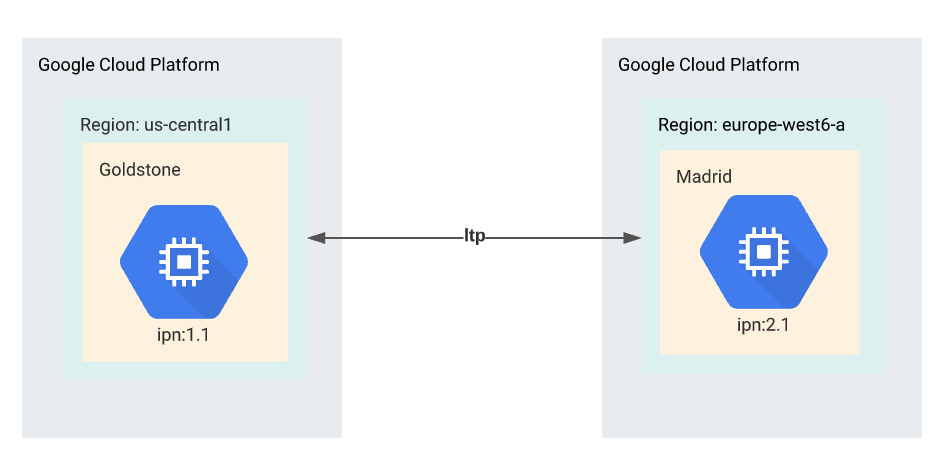 Google Cloud Platform
Region: us-central1
Goldstone
ipn:1.1
ltp
Google Cloud Platform
Region: europe-west6-a
Madrid
ipn:2.1